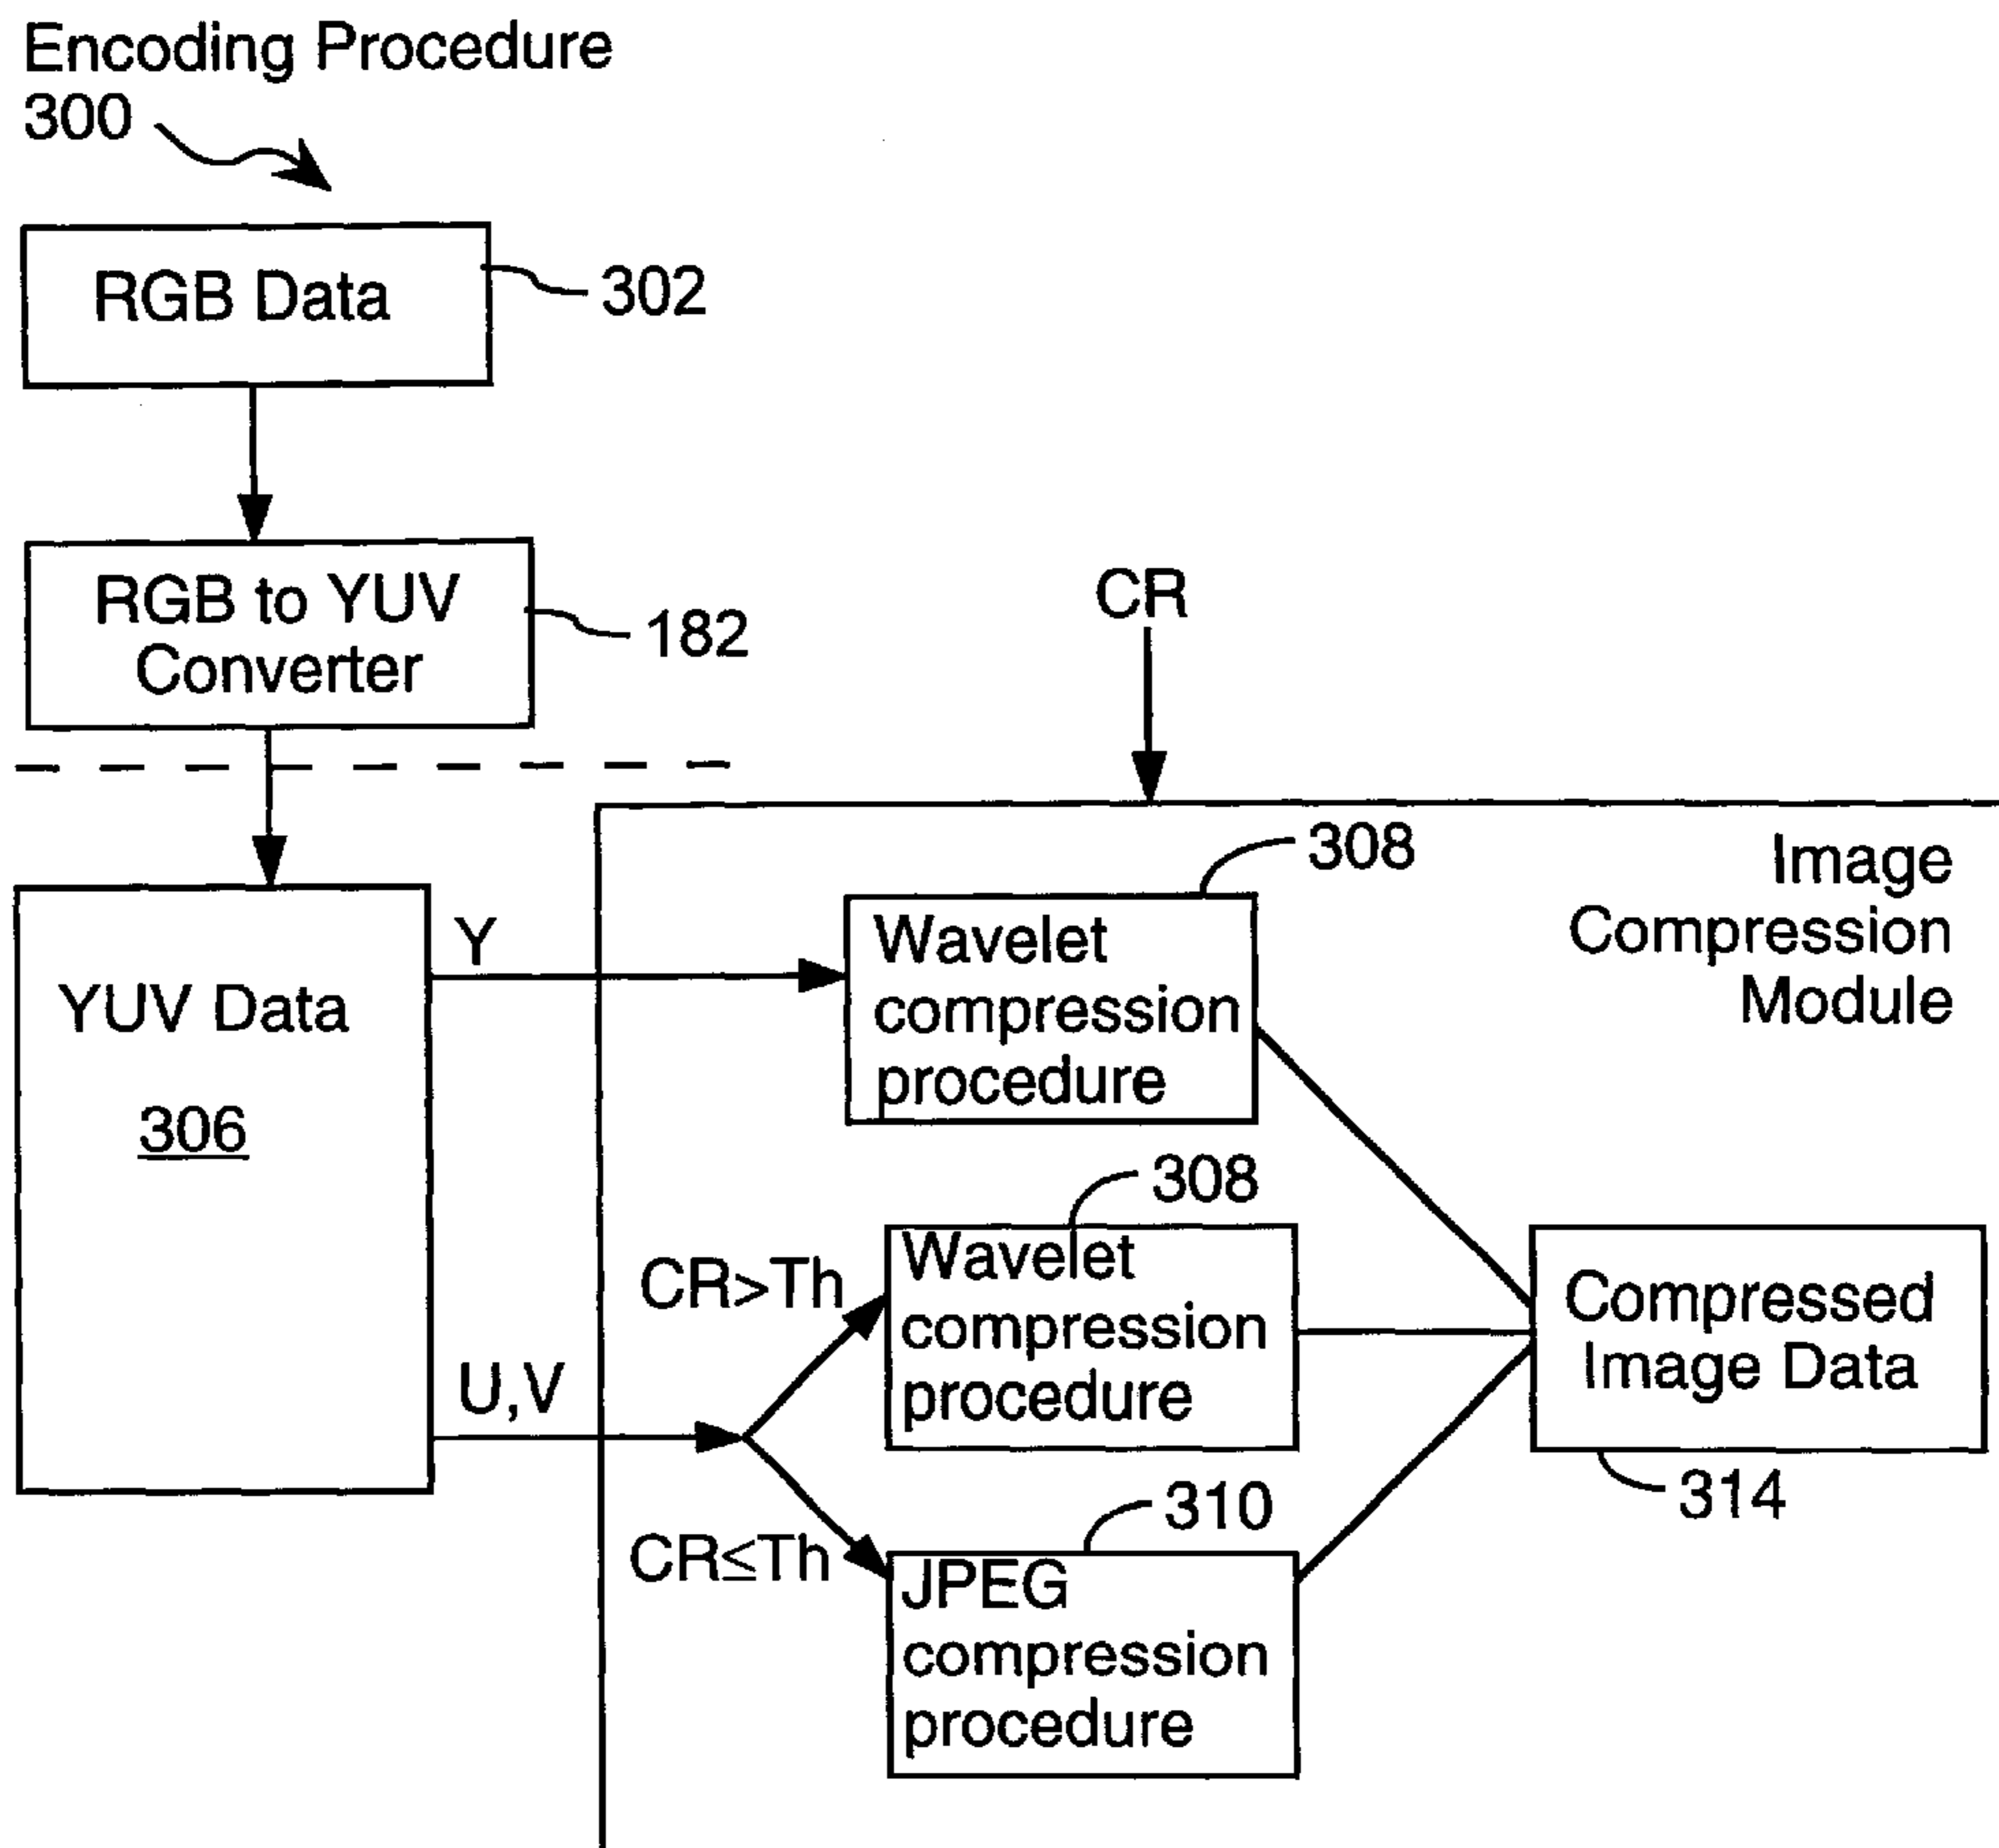 Encoding Procedure
300
RGB Data
302
RGB to YUV
Converter
182
CR
YUV Data
306
Y
U,V
Image
Compression
Module
308
Wavelet
compression
procedure
308
CR>Th
Wavelet
compression
procedure
CR≤Th
310
JPEG
compression
procedure
Compressed
Image Data
314